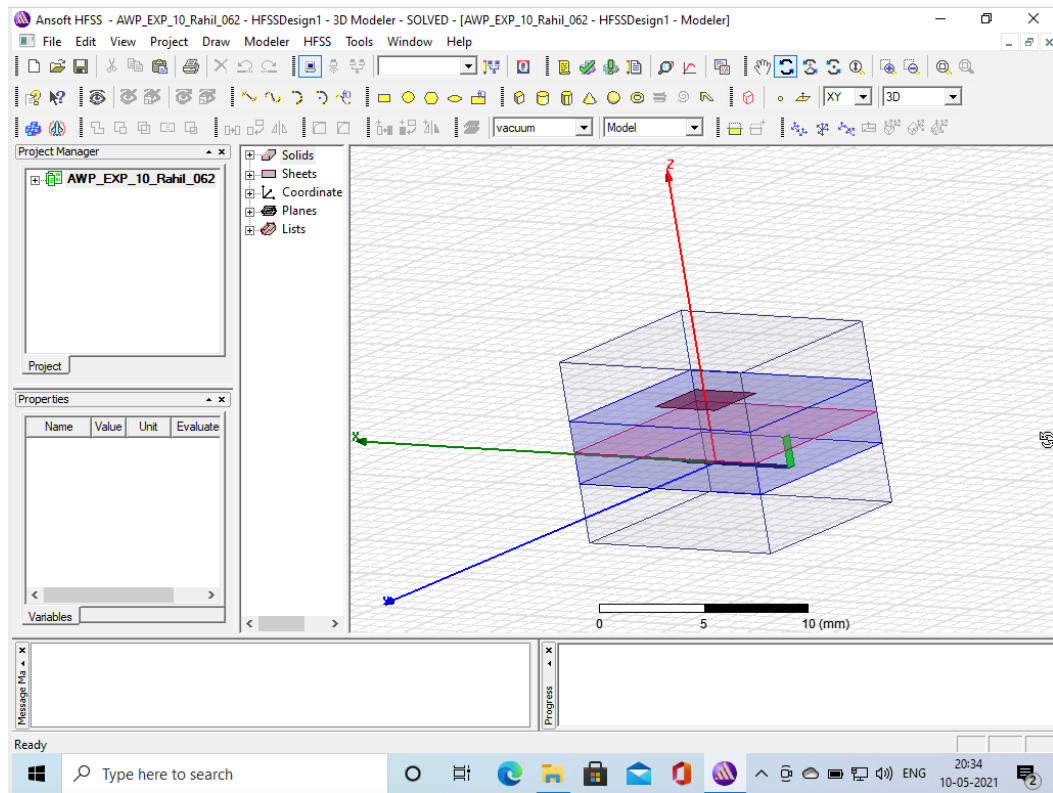 Ansoft HFSS - AWP_EXP_10_Rahil_062 - HFSSDesign1 - 3D Modeler - SOLVED - [AWP_EXP_10_Rahil_062 - HFSSDesign1 - Modeler]
File Edit View Project Draw Modeler HFSS Tools Window Help
XY 3D
vacuum Model
Project Manager
AWP_EXP_10_Rahil_062
Project
Properties
Name Value Unit Evaluate
Variables
Solids
Sheets
Coordinate
Planes
Lists
Z
X
0 5 10 (mm)
Message Ma
Progress
Ready
Type here to search
ENG
20:34
10-05-2021
2